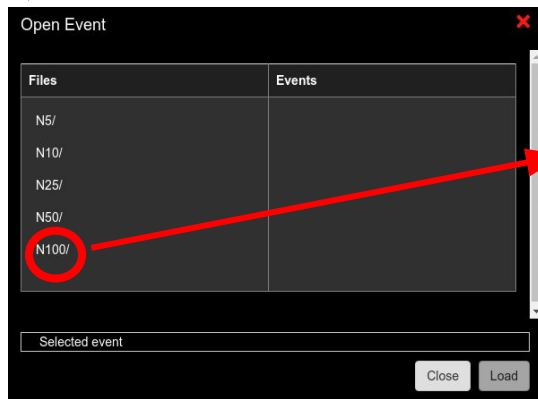 Open Event
Files Events
N5/
N10/
N25/
N50/
N100/
Selected event
Close Load